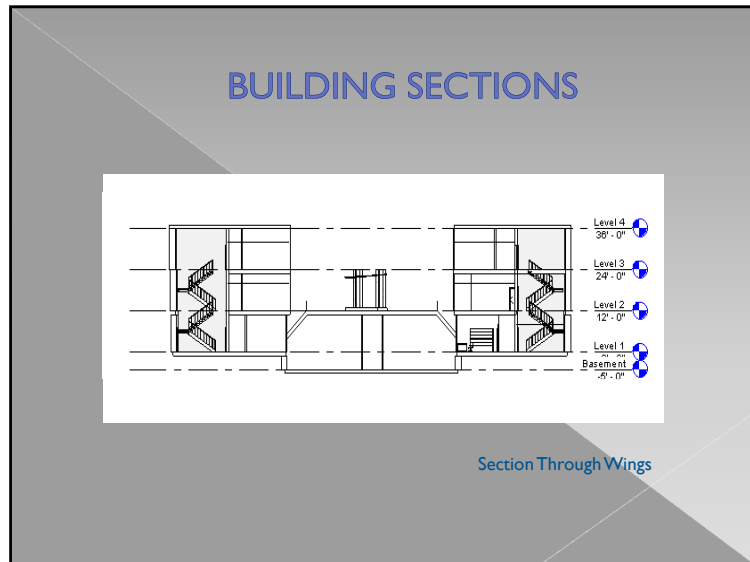 BUILDING SECTIONS
Level 4
36' - 0"
Level 3
24' - 0"
Level 2
12' - 0"
Level 1
Basement
-5' - 0"
Section Through Wings